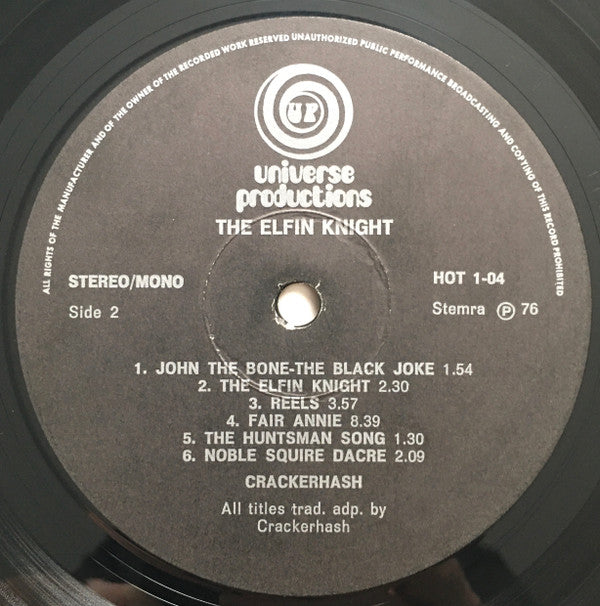 ALL RIGHTS OF THE MANUFACTURER AND OF THE OWNER OF THE RECORDED WORK RESERVED UNAUTHORIZED PUBLIC PERFORMANCE BROADCASTING AND COPYING OF THIS RECORD PROHIBITED
UP
universe
productions
THE ELFIN KNIGHT
STEREO/MONO
HOT 1-04
Side 2
Stemra Ⓟ 76
1. JOHN THE BONE-THE BLACK JOKE 1.54
2. THE ELFIN KNIGHT 2.30
3. REELS 3.57
4. FAIR ANNIE 8.39
5. THE HUNTSMAN SONG 1.30
6. NOBLE SQUIRE DACRE 2.09
CRACKERHASH
All titles trad. adp. by
Crackerhash